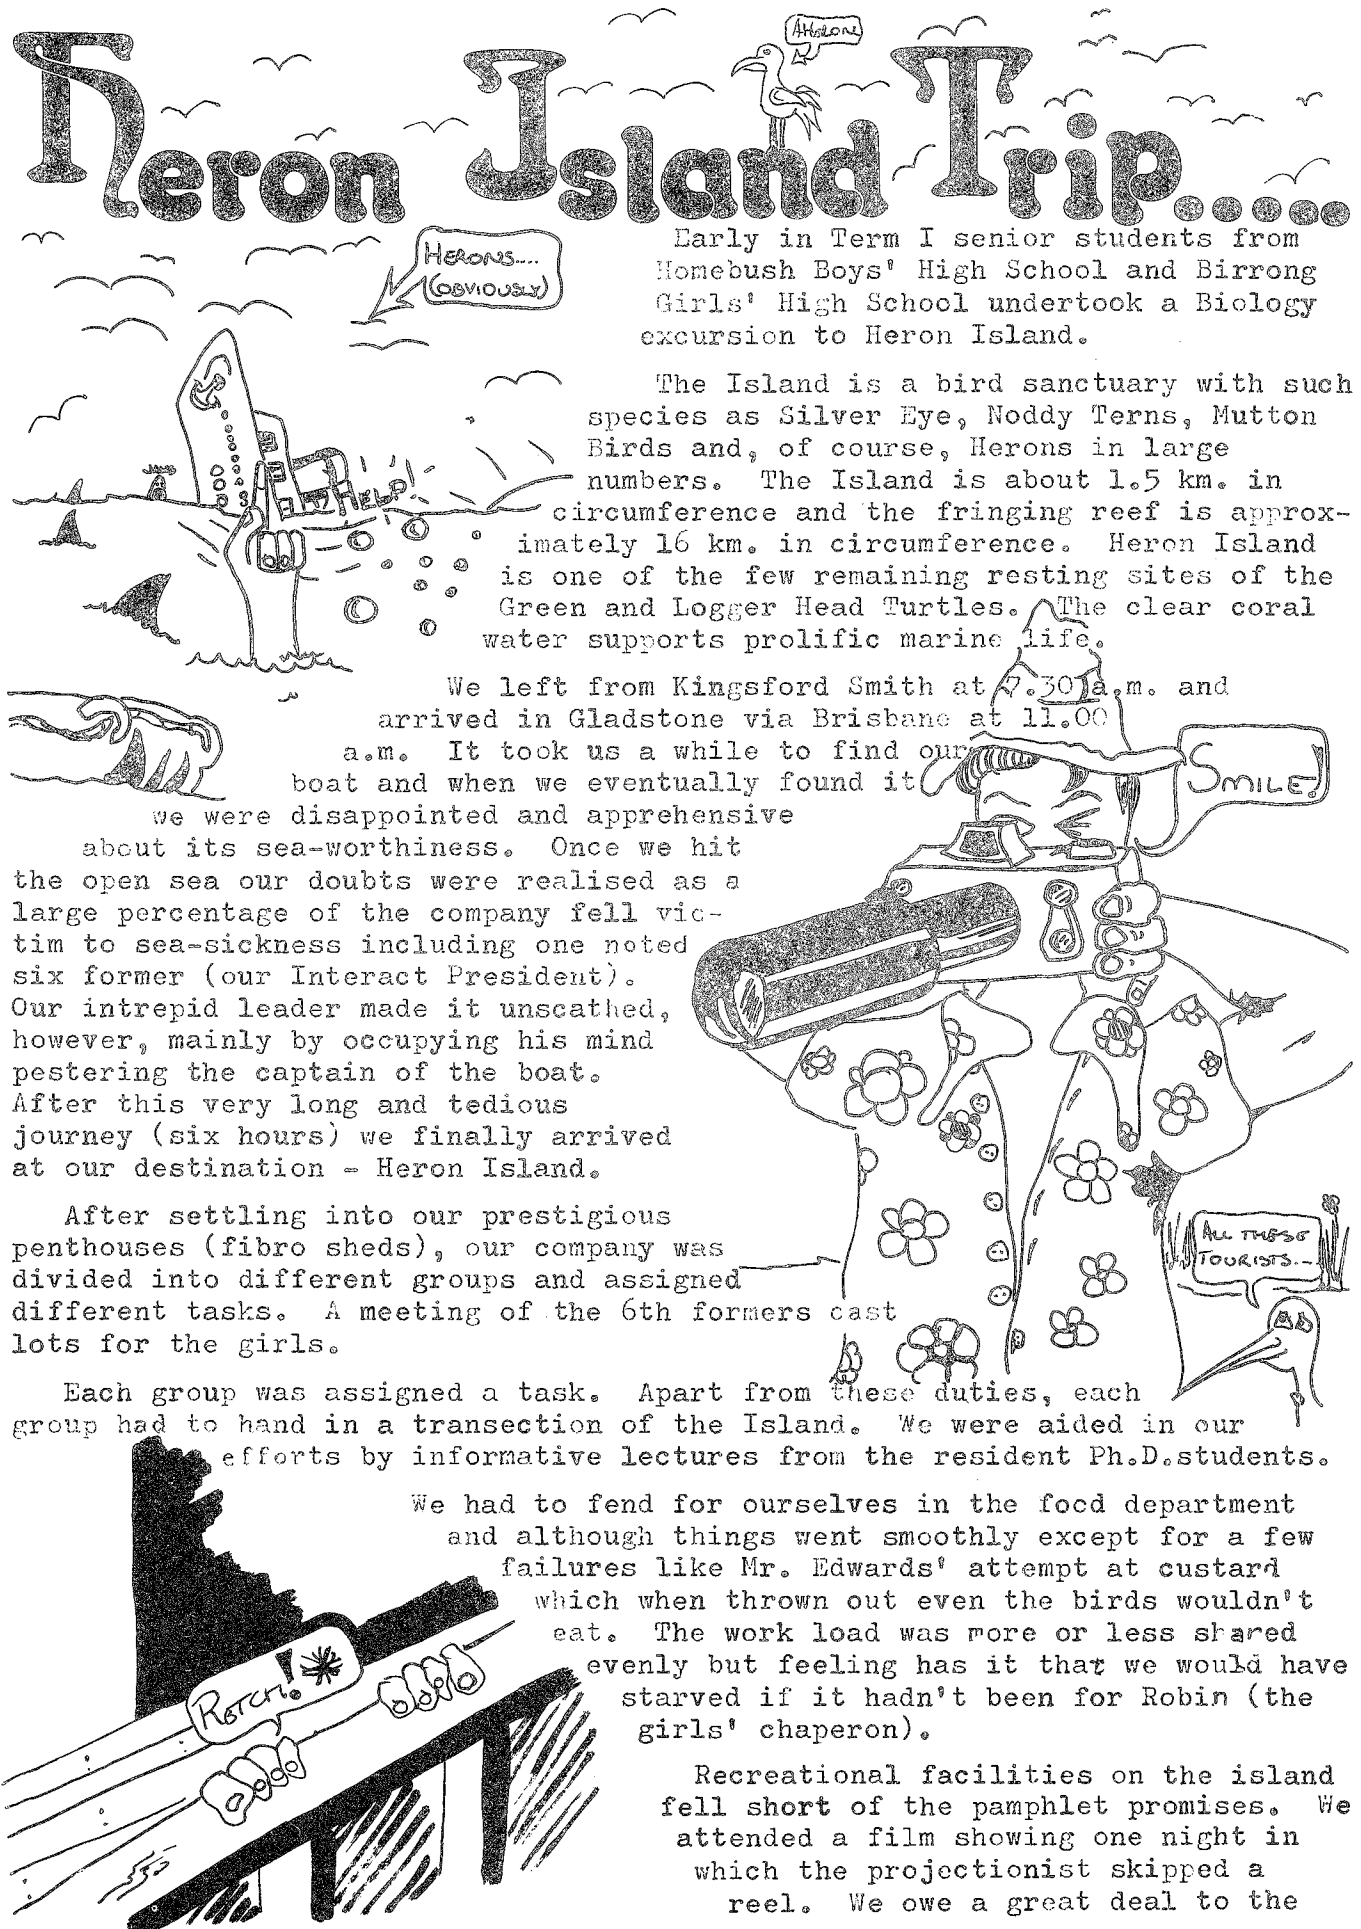 Heron Island Trip.....
A HERON
HERONS....
(OBVIOUSLY)
Early in Term I senior students from
Homebush Boys' High School and Birrong
Girls' High School undertook a Biology
excursion to Heron Island.
The Island is a bird sanctuary with such
species as Silver Eye, Noddy Terns, Mutton
Birds and, of course, Herons in large
numbers. The Island is about 1.5 km. in
circumference and the fringing reef is approx-
imately 16 km. in circumference. Heron Island
is one of the few remaining resting sites of the
Green and Logger Head Turtles. The clear coral
water supports prolific marine life.
HELP!
We left from Kingsford Smith at 7.30 a.m. and
arrived in Gladstone via Brisbane at 11.00
a.m. It took us a while to find our
boat and when we eventually found it
we were disappointed and apprehensive
about its sea-worthiness. Once we hit
the open sea our doubts were realised as a
large percentage of the company fell vic-
tim to sea-sickness including one noted
six former (our Interact President).
Our intrepid leader made it unscathed,
however, mainly by occupying his mind
pestering the captain of the boat.
After this very long and tedious
journey (six hours) we finally arrived
at our destination - Heron Island.
SMILE!
After settling into our prestigious
penthouses (fibro sheds), our company was
divided into different groups and assigned
different tasks. A meeting of the 6th formers cast
lots for the girls.
ALL THESE
TOURISTS...
Each group was assigned a task. Apart from these duties, each
group had to hand in a transection of the Island. We were aided in our
efforts by informative lectures from the resident Ph.D.students.
We had to fend for ourselves in the food department
and although things went smoothly except for a few
failures like Mr. Edwards' attempt at custard
which when thrown out even the birds wouldn't
eat. The work load was more or less shared
evenly but feeling has it that we would have
starved if it hadn't been for Robin (the
girls' chaperon).
RETCH!
Recreational facilities on the island
fell short of the pamphlet promises. We
attended a film showing one night in
which the projectionist skipped a
reel. We owe a great deal to the